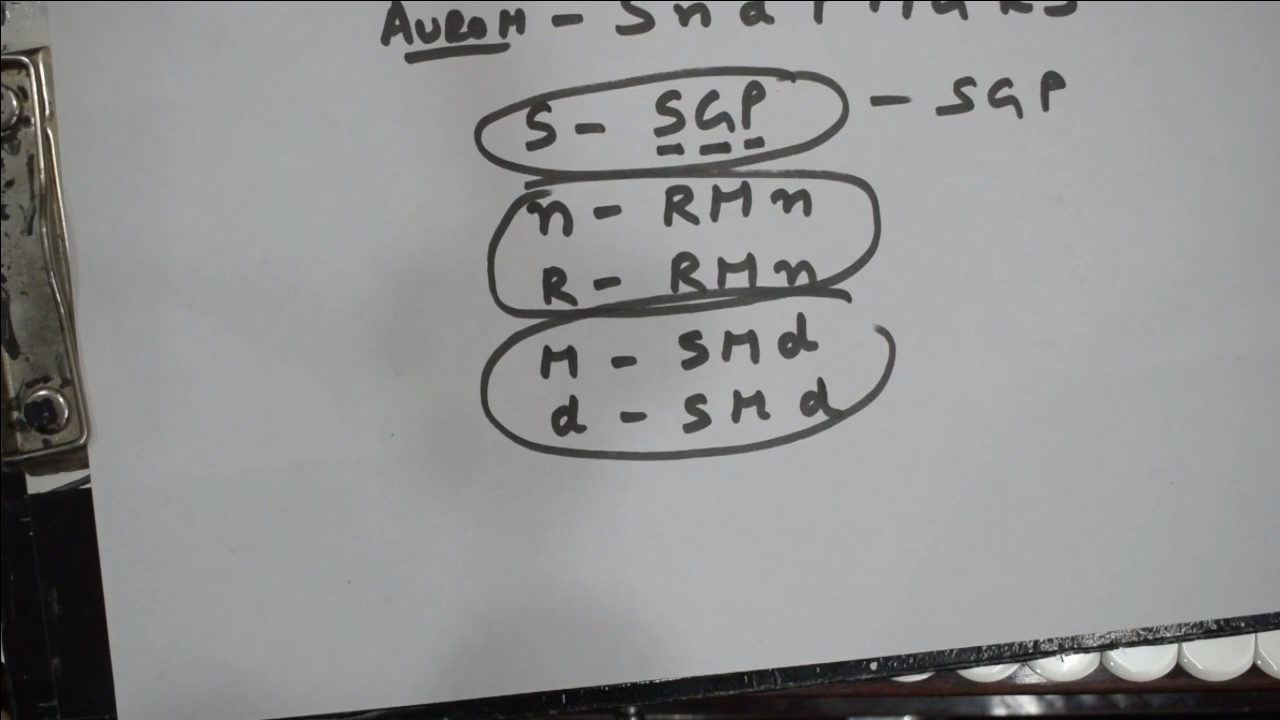 AUROH - S n d P M G R S
S - SGP - SGP
n - RMn
R - RMn
M - SMd
d - SMd